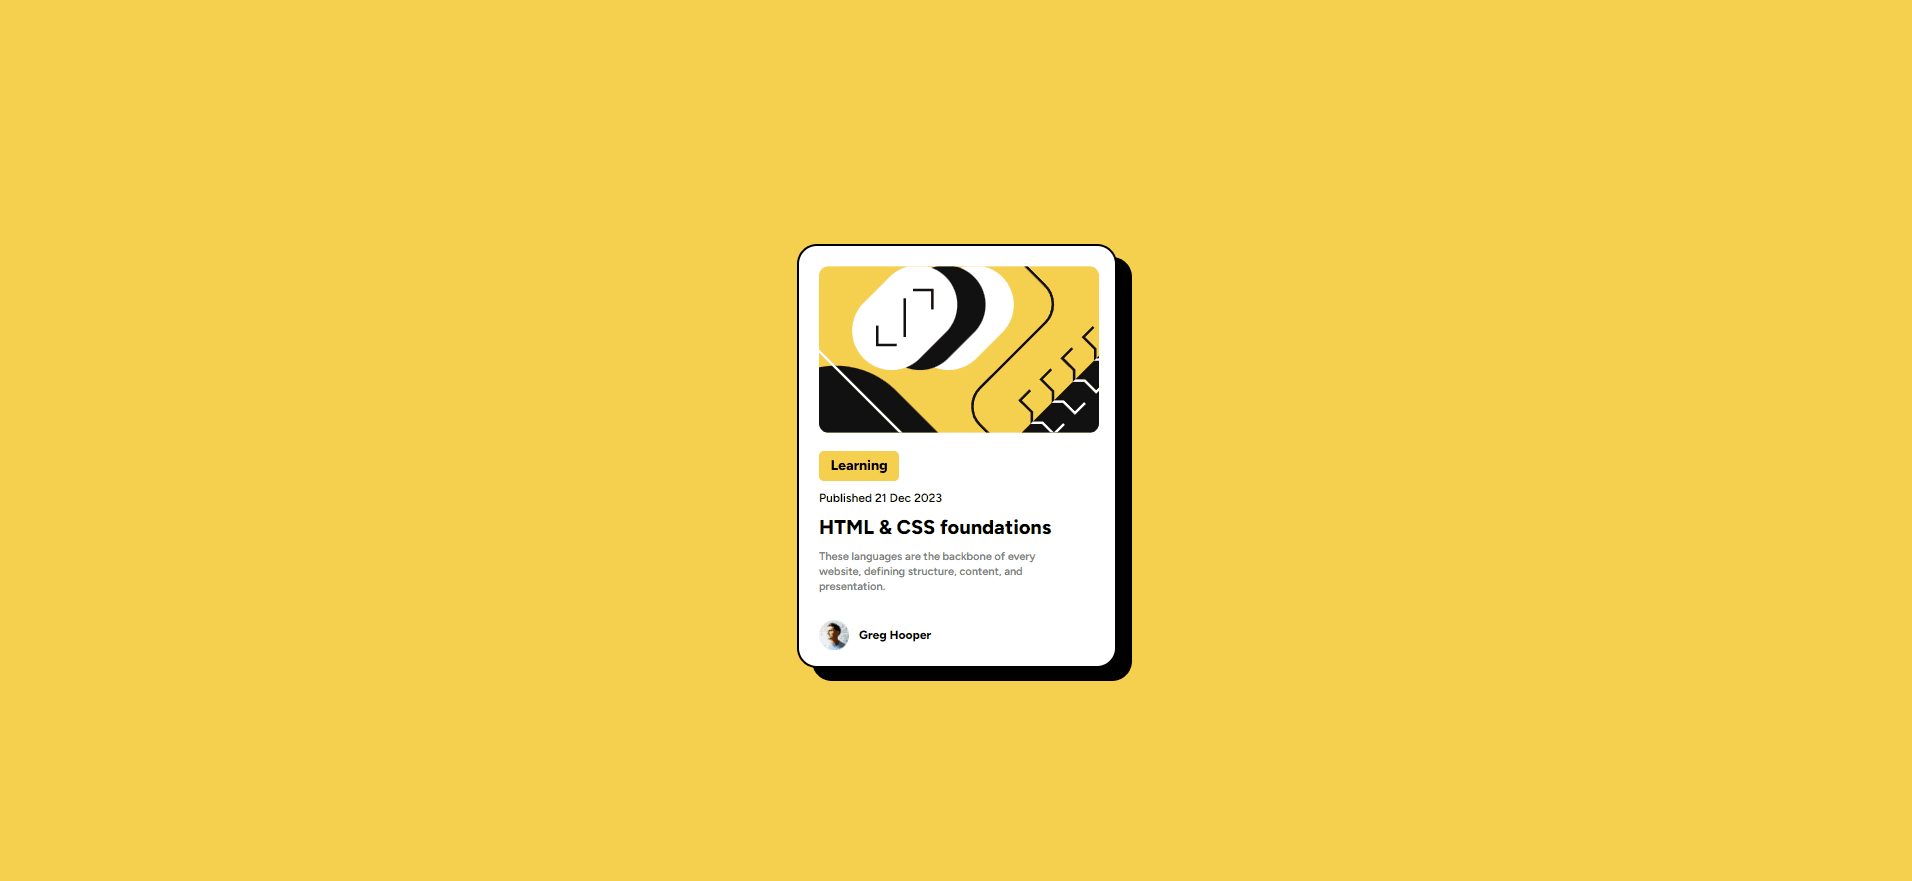 Learning
Published 21 Dec 2023
HTML & CSS foundations
These languages are the backbone of every
website, defining structure, content, and
presentation.
Greg Hooper